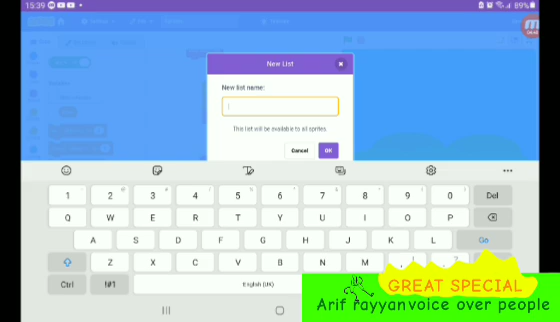 15:39
89%
New List
New list name:
This list will be available to all sprites.
Cancel
OK
1 2 3 4 5 6 7 8 9 0 Del
Q W E R T Y U I O P
A S D F G H J K L Go
Z X C V B N M , ?
Ctrl !#1 English (UK)
GREAT SPECIAL
Arif rayyanvoice over people